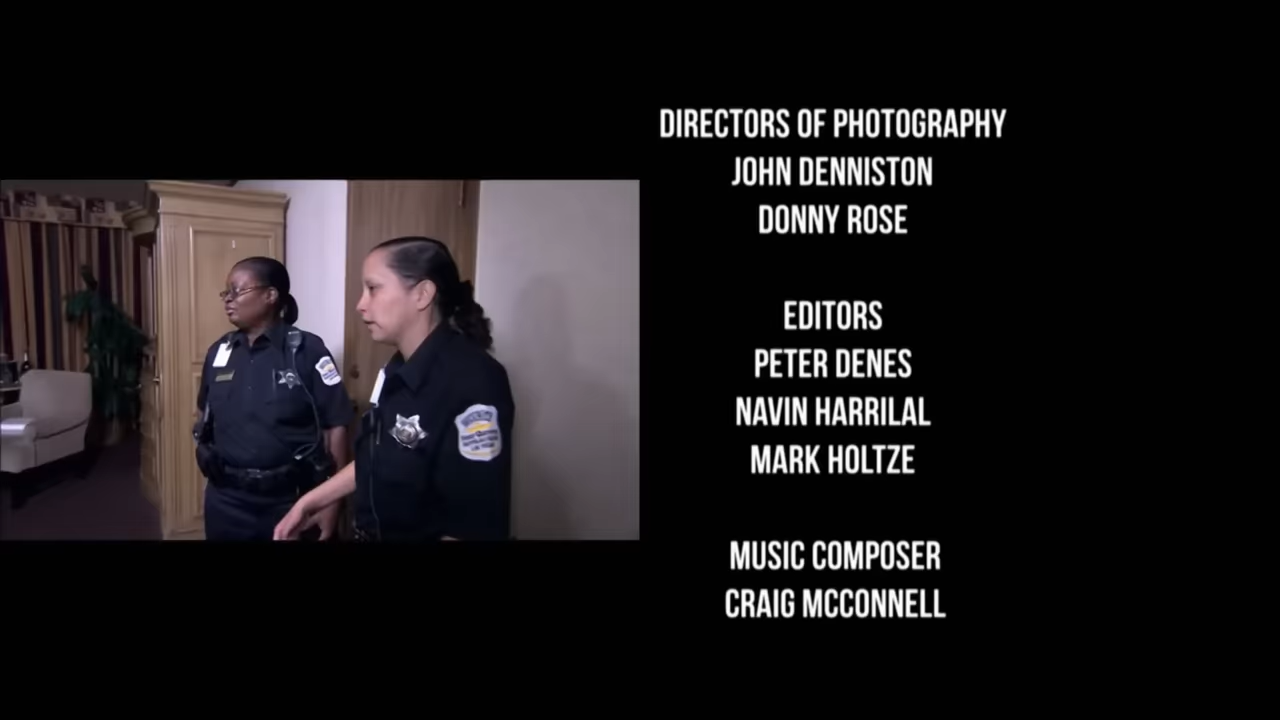 DIRECTORS OF PHOTOGRAPHY
JOHN DENNISTON
DONNY ROSE
EDITORS
PETER DENES
NAVIN HARRILAL
MARK HOLTZE
MUSIC COMPOSER
CRAIG MCCONNELL